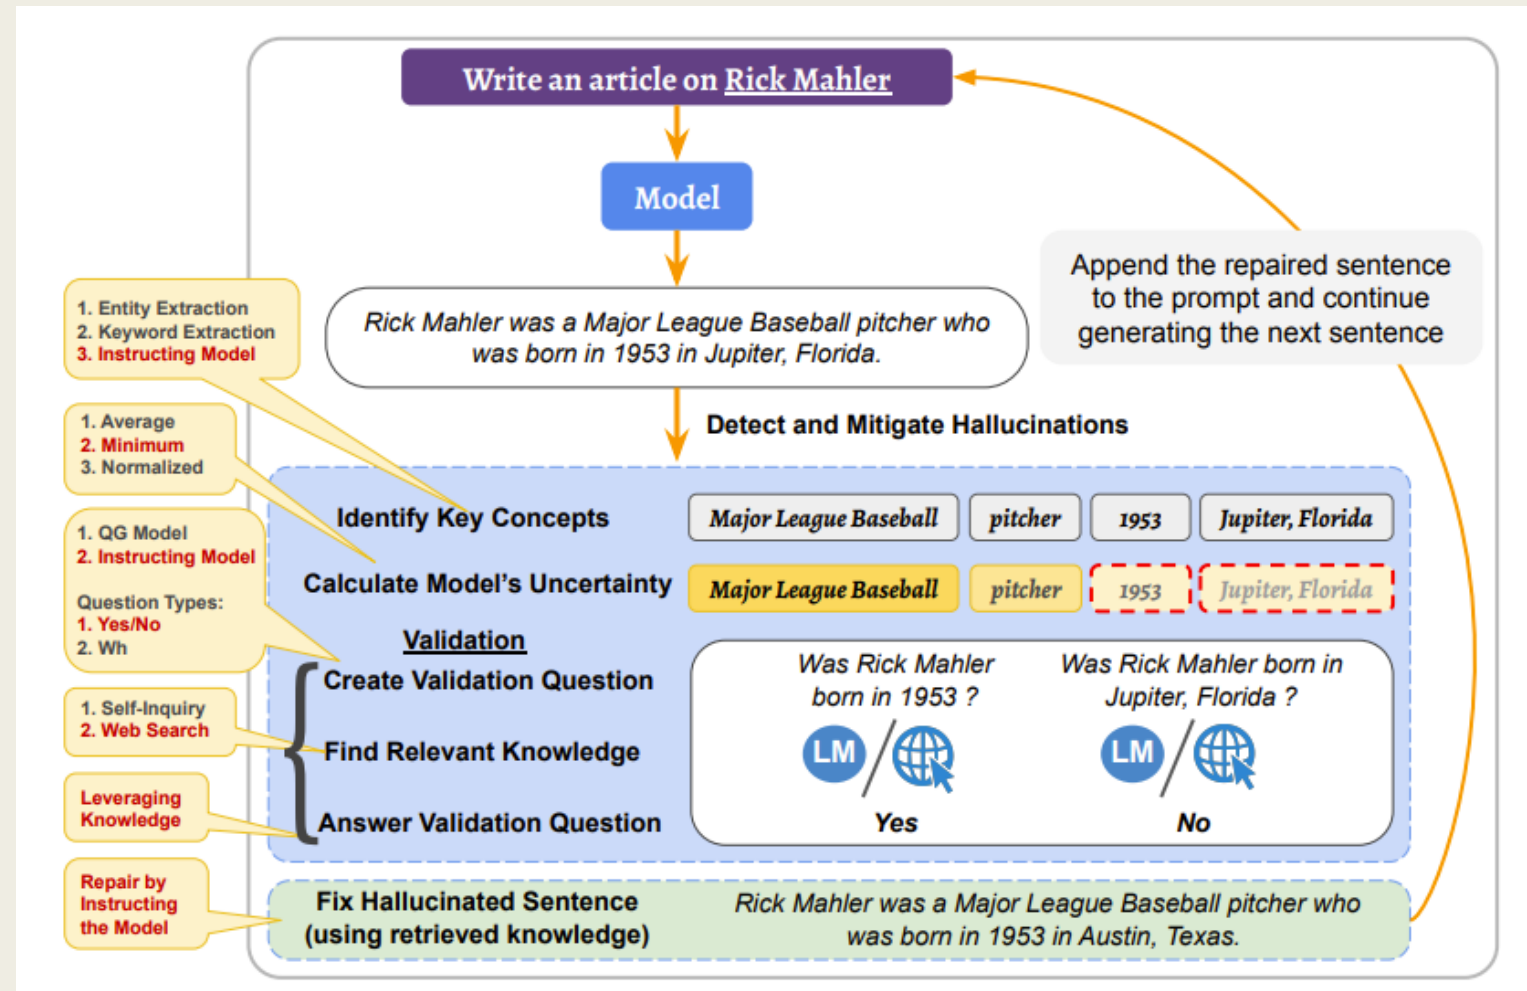 Write an article on Rick Mahler
Model
Rick Mahler was a Major League Baseball pitcher who
was born in 1953 in Jupiter, Florida.
Append the repaired sentence
to the prompt and continue
generating the next sentence
Detect and Mitigate Hallucinations
1. Entity Extraction
2. Keyword Extraction
3. Instructing Model
1. Average
2. Minimum
3. Normalized
1. QG Model
2. Instructing Model
Question Types:
1. Yes/No
2. Wh
1. Self-Inquiry
2. Web Search
Leveraging
Knowledge
Repair by
Instructing
the Model
Identify Key Concepts
Major League Baseball
pitcher
1953
Jupiter, Florida
Calculate Model's Uncertainty
Major League Baseball
pitcher
1953
Jupiter, Florida
Validation
Create Validation Question
Find Relevant Knowledge
Answer Validation Question
Was Rick Mahler
born in 1953 ?
LM
Yes
Was Rick Mahler born in
Jupiter, Florida ?
LM
No
Fix Hallucinated Sentence
(using retrieved knowledge)
Rick Mahler was a Major League Baseball pitcher who
was born in 1953 in Austin, Texas.